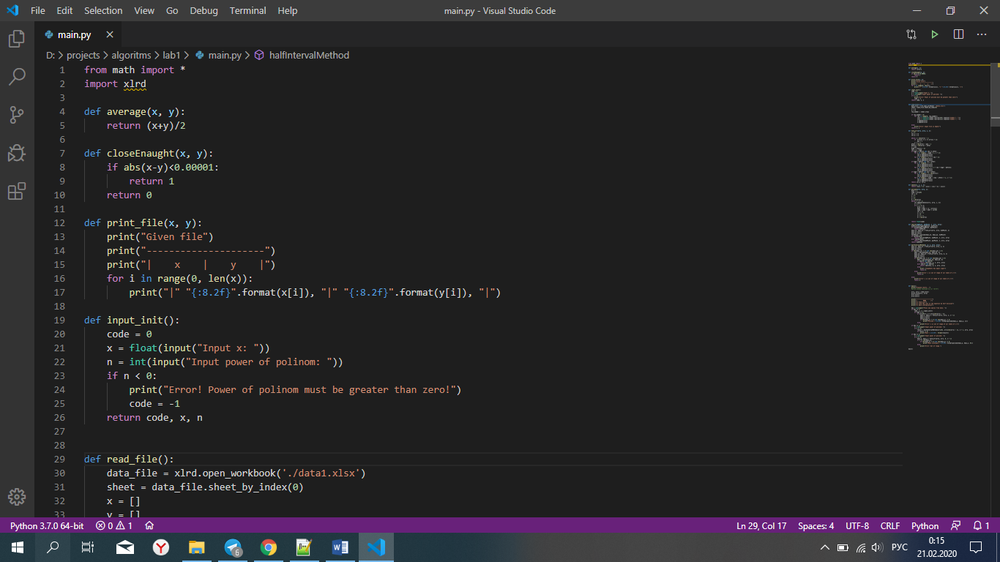 File Edit Selection View Go Debug Terminal Help main.py - Visual Studio Code
main.py
D: > projects > algoritms > lab1 > main.py > halfIntervalMethod
1 from math import *
2 import xlrd
3
4 def average(x, y):
5     return (x+y)/2
6
7 def closeEnaught(x, y):
8     if abs(x-y)<0.00001:
9         return 1
10     return 0
11
12 def print_file(x, y):
13     print("Given file")
14     print("---------------------")
15     print("|    x    |    y    |")
16     for i in range(0, len(x)):
17         print("|" "{:8.2f}".format(x[i]), "|" "{:8.2f}".format(y[i]), "|")
18
19 def input_init():
20     code = 0
21     x = float(input("Input x: "))
22     n = int(input("Input power of polinom: "))
23     if n < 0:
24         print("Error! Power of polinom must be greater than zero!")
25         code = -1
26     return code, x, n
27
28
29 def read_file():
30     data_file = xlrd.open_workbook('./data1.xlsx')
31     sheet = data_file.sheet_by_index(0)
32     x = []
33     y = []
Python 3.7.0 64-bit 0 1 Ln 29, Col 17 Spaces: 4 UTF-8 CRLF Python 1
6 РУС 0:15
21.02.2020